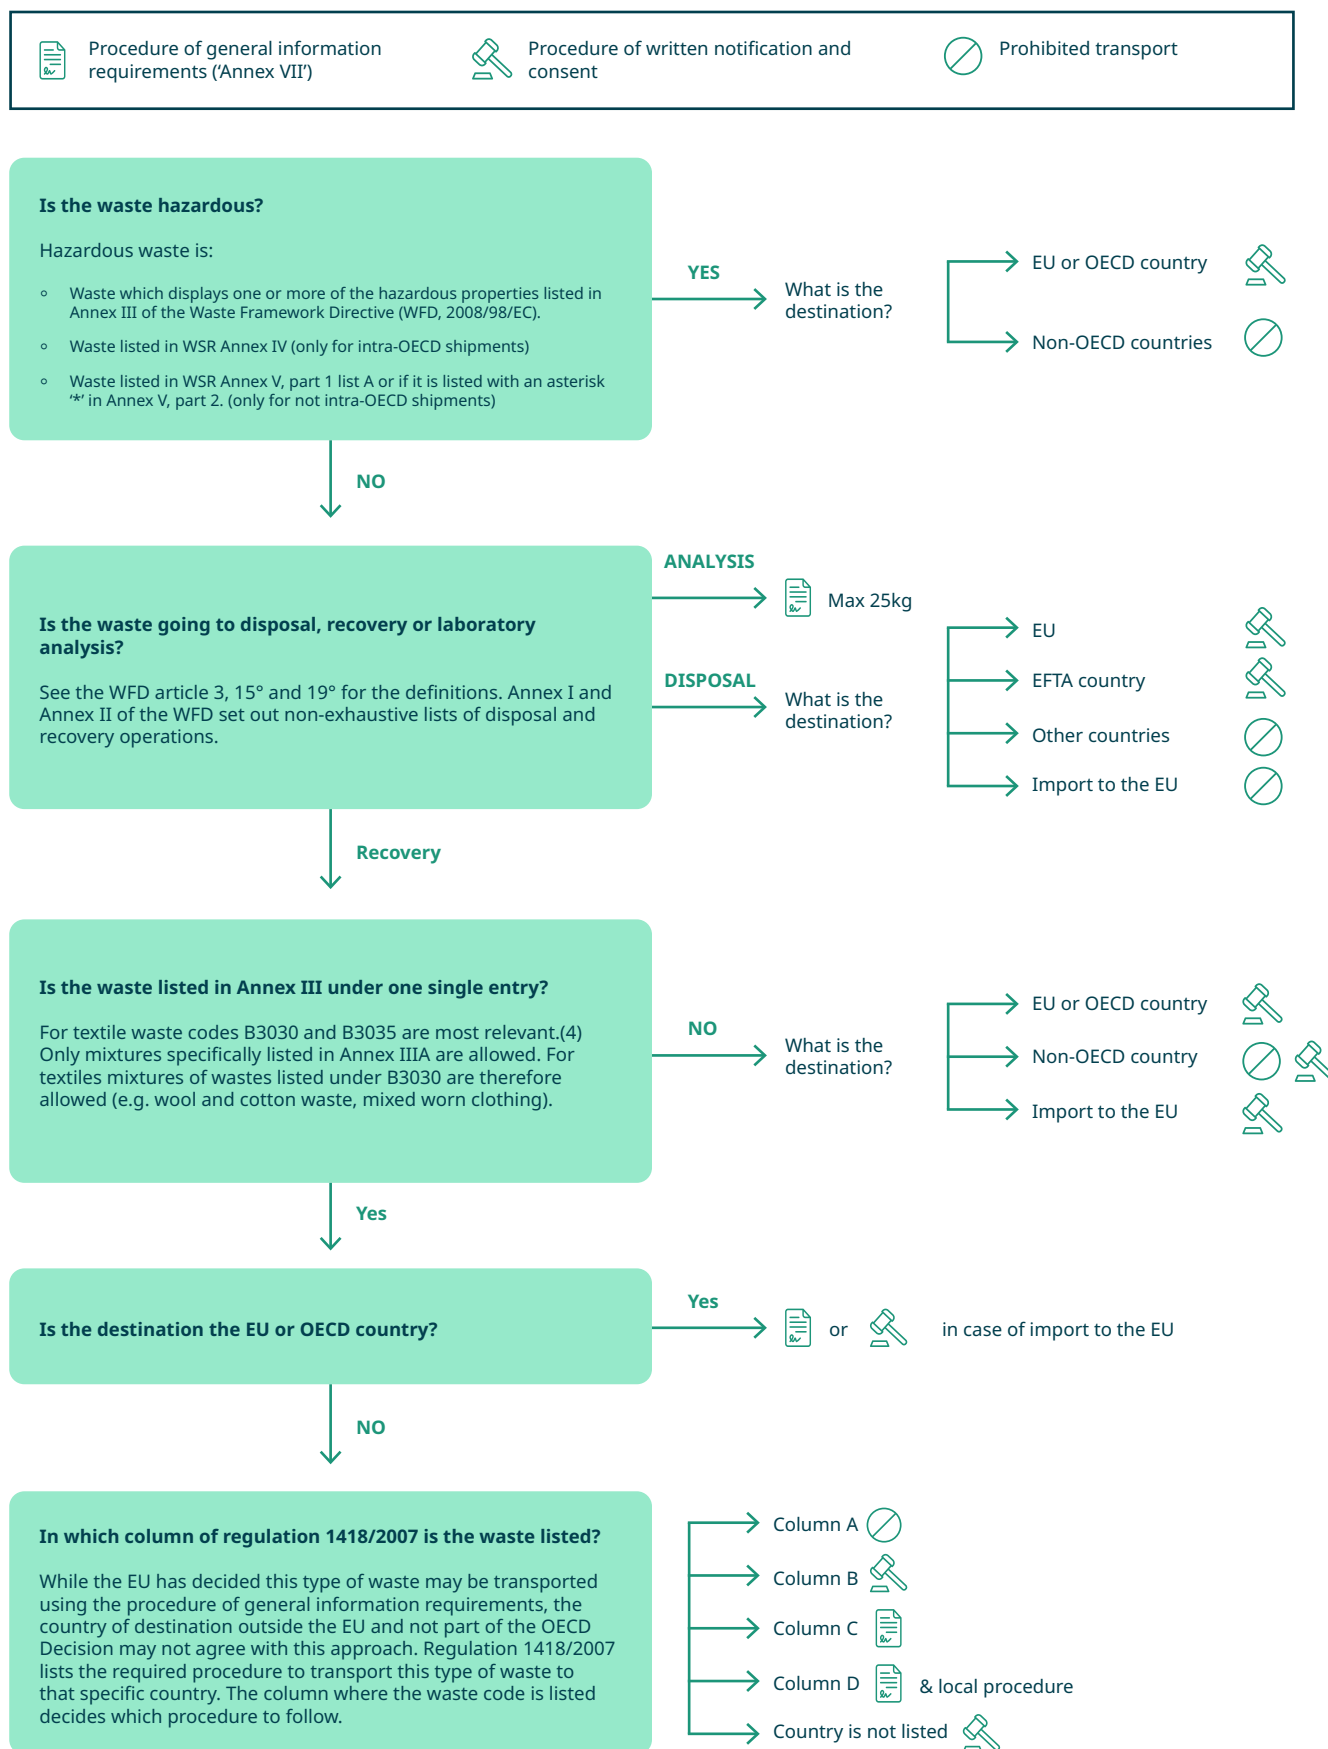 Procedure of general information
requirements (‘Annex VII’)
Procedure of written notification and
consent
Prohibited transport
Is the waste hazardous?
Hazardous waste is:
Waste which displays one or more of the hazardous properties listed in
Annex III of the Waste Framework Directive (WFD, 2008/98/EC).
Waste listed in WSR Annex IV (only for intra-OECD shipments)
Waste listed in WSR Annex V, part 1 list A or if it is listed with an asterisk
‘*’ in Annex V, part 2. (only for not intra-OECD shipments)
YES
What is the
destination?
EU or OECD country
Non-OECD countries
NO
Is the waste going to disposal, recovery or laboratory
analysis?
See the WFD article 3, 15° and 19° for the definitions. Annex I and
Annex II of the WFD set out non-exhaustive lists of disposal and
recovery operations.
ANALYSIS
Max 25kg
DISPOSAL
What is the
destination?
EU
EFTA country
Other countries
Import to the EU
Recovery
Is the waste listed in Annex III under one single entry?
For textile waste codes B3030 and B3035 are most relevant.(4)
Only mixtures specifically listed in Annex IIIA are allowed. For
textiles mixtures of wastes listed under B3030 are therefore
allowed (e.g. wool and cotton waste, mixed worn clothing).
NO
What is the
destination?
EU or OECD country
Non-OECD country
Import to the EU
Yes
Is the destination the EU or OECD country?
Yes
or
in case of import to the EU
NO
In which column of regulation 1418/2007 is the waste listed?
While the EU has decided this type of waste may be transported
using the procedure of general information requirements, the
country of destination outside the EU and not part of the OECD
Decision may not agree with this approach. Regulation 1418/2007
lists the required procedure to transport this type of waste to
that specific country. The column where the waste code is listed
decides which procedure to follow.
Column A
Column B
Column C
Column D
& local procedure
Country is not listed